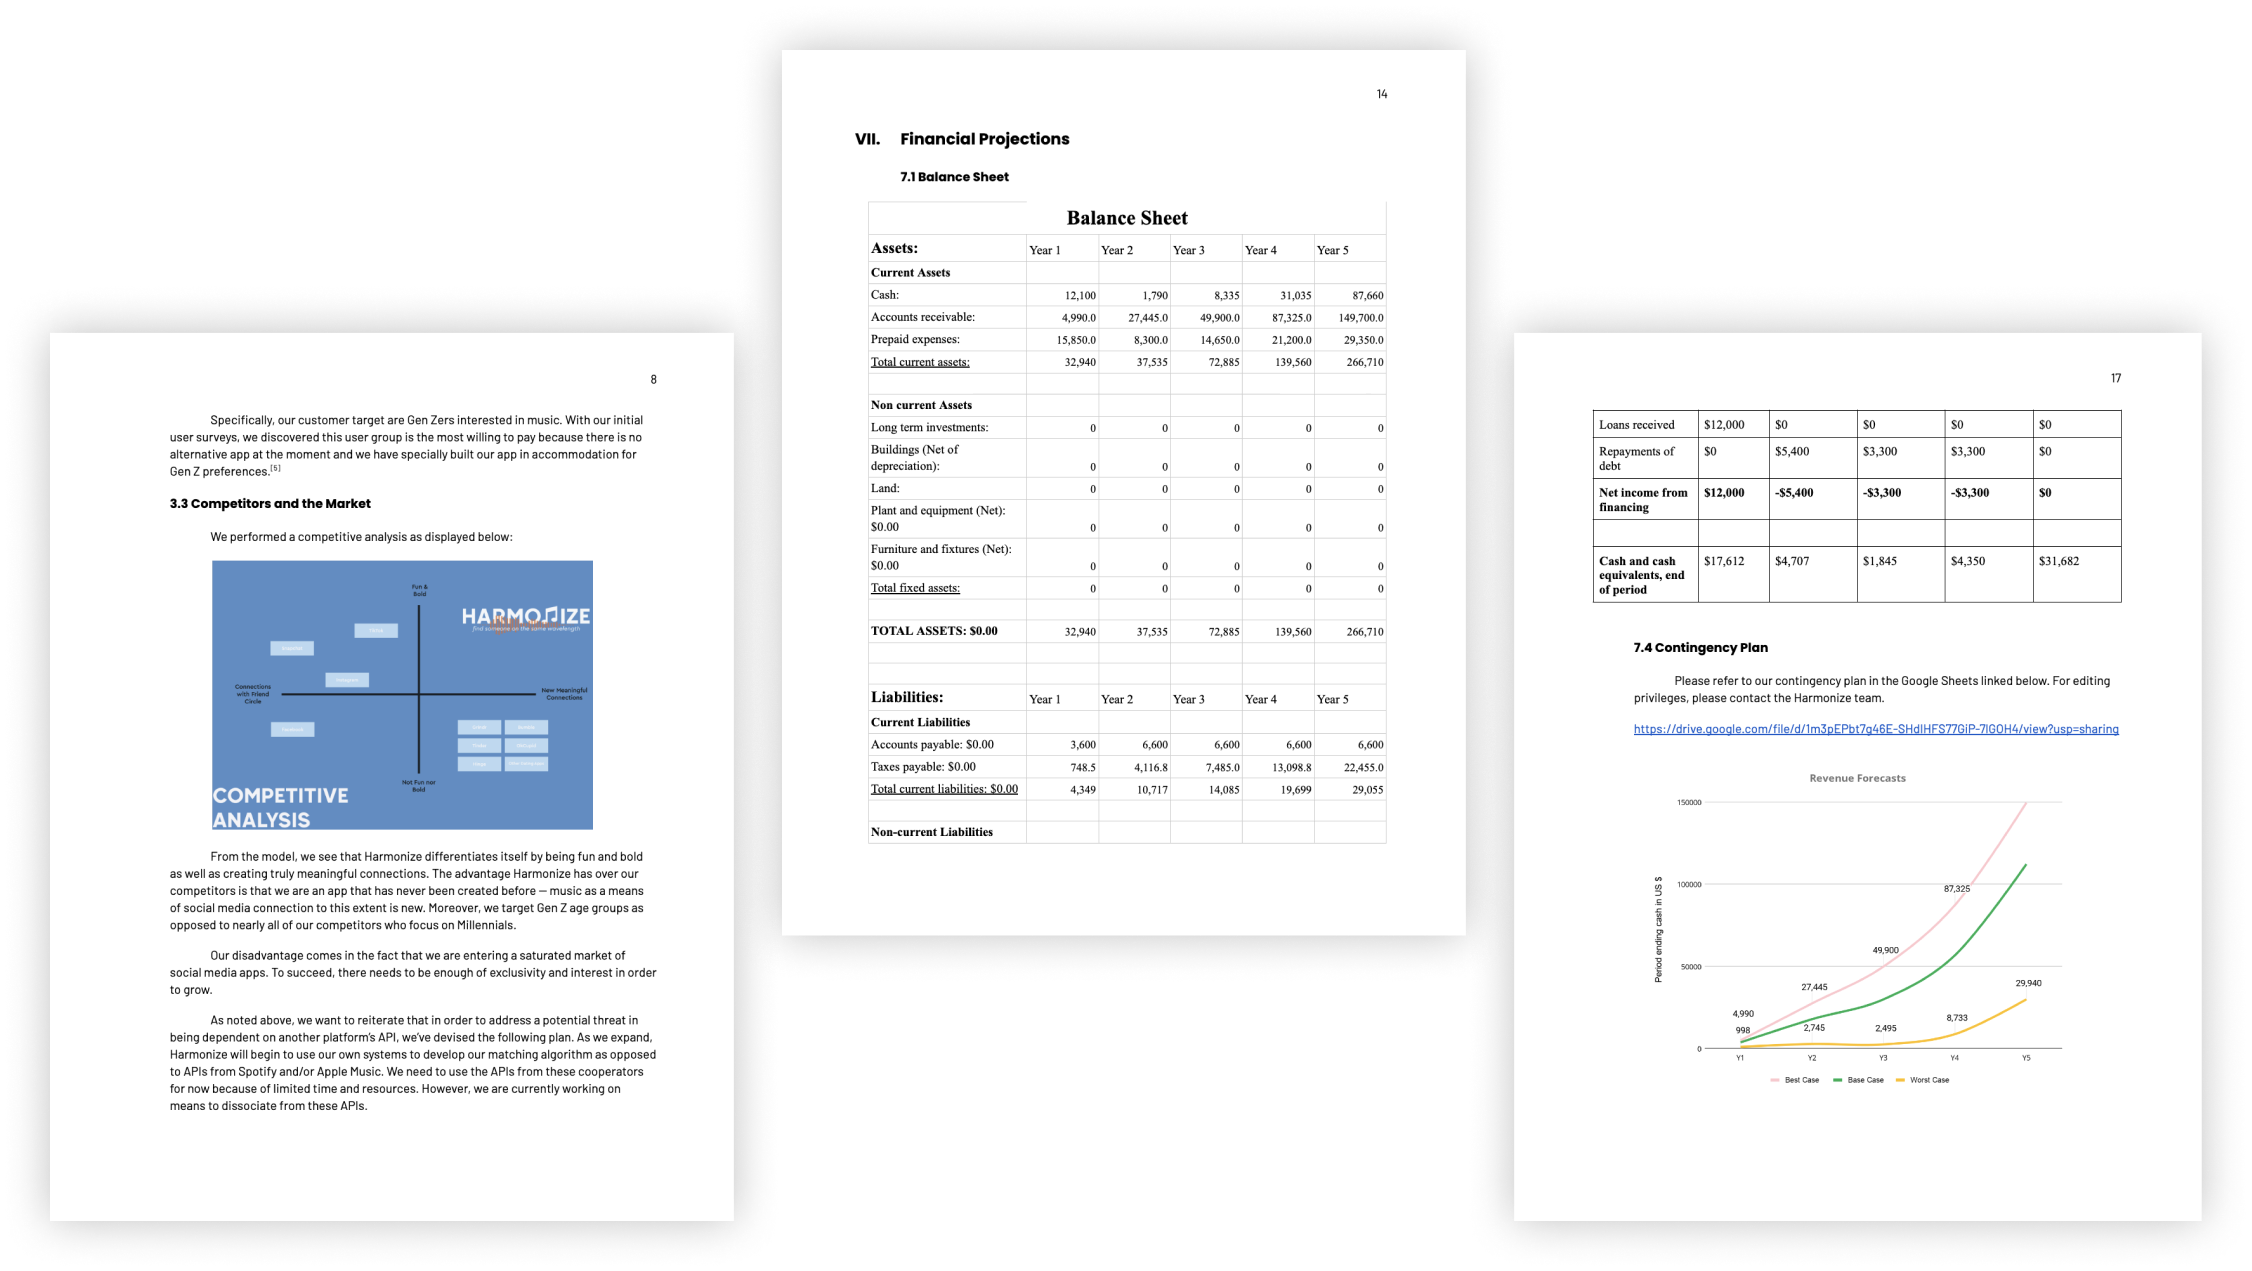 8
Specifically, our customer target are Gen Zers interested in music. With our initial
user surveys, we discovered this user group is the most willing to pay because there is no
alternative app at the moment and we have specially built our app in accommodation for
Gen Z preferences.[5]
3.3 Competitors and the Market
We performed a competitive analysis as displayed below:
Fun &
Bold
HARMONIZE
find someone on the same wavelength
Connections
with Friend
Circle
New Meaningful
Connections
Not Fun nor
Bold
COMPETITIVE
ANALYSIS
From the model, we see that Harmonize differentiates itself by being fun and bold
as well as creating truly meaningful connections. The advantage Harmonize has over our
competitors is that we are an app that has never been created before — music as a means
of social media connection to this extent is new. Moreover, we target Gen Z age groups as
opposed to nearly all of our competitors who focus on Millennials.
Our disadvantage comes in the fact that we are entering a saturated market of
social media apps. To succeed, there needs to be enough of exclusivity and interest in order
to grow.
As noted above, we want to reiterate that in order to address a potential threat in
being dependent on another platform's API, we've devised the following plan. As we expand,
Harmonize will begin to use our own systems to develop our matching algorithm as opposed
to APIs from Spotify and/or Apple Music. We need to use the APIs from these cooperators
for now because of limited time and resources. However, we are currently working on
means to dissociate from these APIs.
14
VII. Financial Projections
7.1 Balance Sheet
Balance Sheet
Assets: Year 1 Year 2 Year 3 Year 4 Year 5
Current Assets
Cash: 12,100 1,790 8,335 31,035 87,660
Accounts receivable: 4,990.0 27,445.0 49,900.0 87,325.0 149,700.0
Prepaid expenses: 15,850.0 8,300.0 14,650.0 21,200.0 29,350.0
Total current assets: 32,940 37,535 72,885 139,560 266,710
Non current Assets
Long term investments: 0 0 0 0 0
Buildings (Net of
depreciation): 0 0 0 0 0
Land: 0 0 0 0 0
Plant and equipment (Net):
$0.00 0 0 0 0 0
Furniture and fixtures (Net):
$0.00 0 0 0 0 0
Total fixed assets: 0 0 0 0 0
TOTAL ASSETS: $0.00 32,940 37,535 72,885 139,560 266,710
Liabilities: Year 1 Year 2 Year 3 Year 4 Year 5
Current Liabilities
Accounts payable: $0.00 3,600 6,600 6,600 6,600 6,600
Taxes payable: $0.00 748.5 4,116.8 7,485.0 13,098.8 22,455.0
Total current liabilities: $0.00 4,349 10,717 14,085 19,699 29,055
Non-current Liabilities
17
Loans received $12,000 $0 $0 $0 $0
Repayments of $0 $5,400 $3,300 $3,300 $0
debt
Net income from $12,000 -$5,400 -$3,300 -$3,300 $0
financing
Cash and cash $17,612 $4,707 $1,845 $4,350 $31,682
equivalents, end
of period
7.4 Contingency Plan
Please refer to our contingency plan in the Google Sheets linked below. For editing
privileges, please contact the Harmonize team.
https://drive.google.com/file/d/1m3pEPbt7g46E-SHdIHFS77GiP-7IGOH4/view?usp=sharing
Revenue Forecasts
Period ending cash in US $
150000
100000
50000
0
87,325
49,900
27,445
29,940
4,990
8,733
998
2,745
2,495
Y1 Y2 Y3 Y4 Y5
Best Case Base Case Worst Case